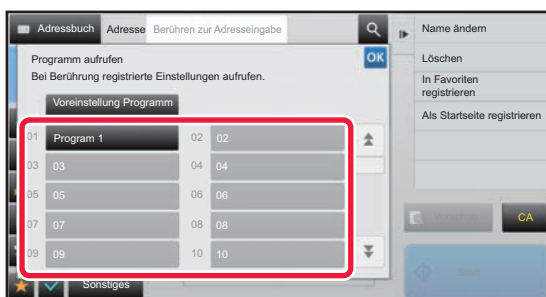 Adressbuch Adresse Berühren zur Adresseingabe
Programm aufrufen OK
Bei Berührung registrierte Einstellungen aufrufen.
Voreinstellung Programm
01 Program 1 02 02
03 03 04 04
05 05 06 06
07 07 08 08
09 09 10 10
Sonstiges
Name ändern
Löschen
In Favoriten
registrieren
Als Startseite registrieren
Vorschau CA
Start